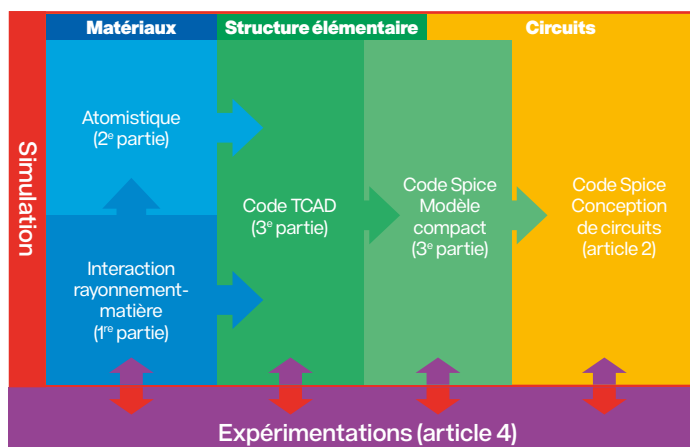 Matériaux
Structure élémentaire
Circuits
Simulation
Atomistique
(2e partie)
Interaction
rayonnement-
matière
(1re partie)
Code TCAD
(3e partie)
Code Spice
Modèle
compact
(3e partie)
Code Spice
Conception
de circuits
(article 2)
Expérimentations (article 4)